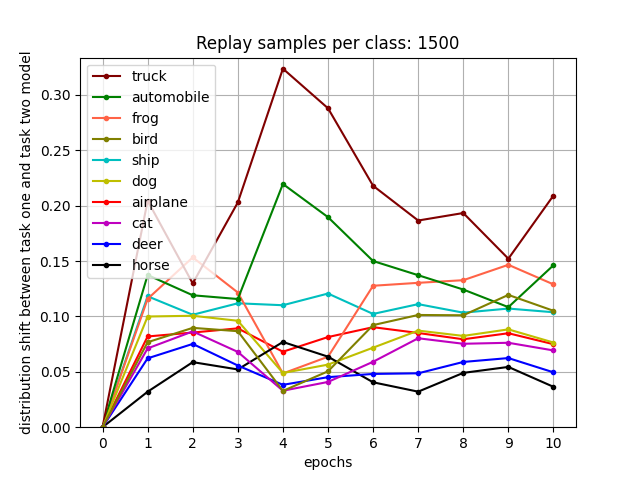 Replay samples per class: 1500
distribution shift between task one and task two model
0.30
0.25
0.20
0.15
0.10
0.05
0.00
truck
automobile
frog
bird
ship
dog
airplane
cat
deer
horse
0 1 2 3 4 5 6 7 8 9 10
epochs